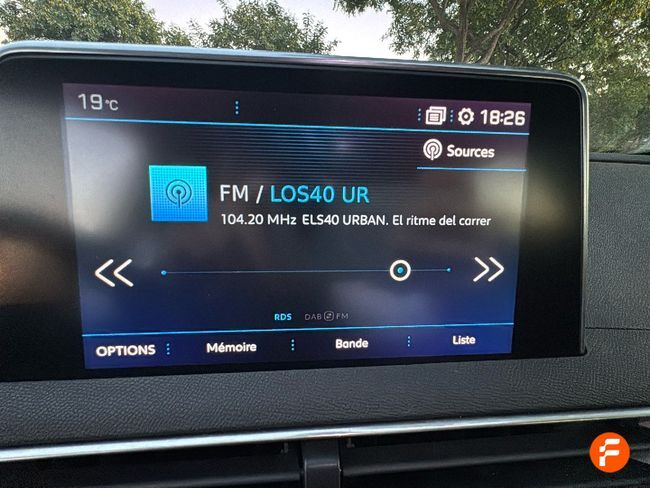 19 °C
18:26
Sources
FM / LOS40 UR
104.20 MHz ELS40 URBAN. El ritme del carrer
RDS DAB FM
OPTIONS Mémoire Bande Liste